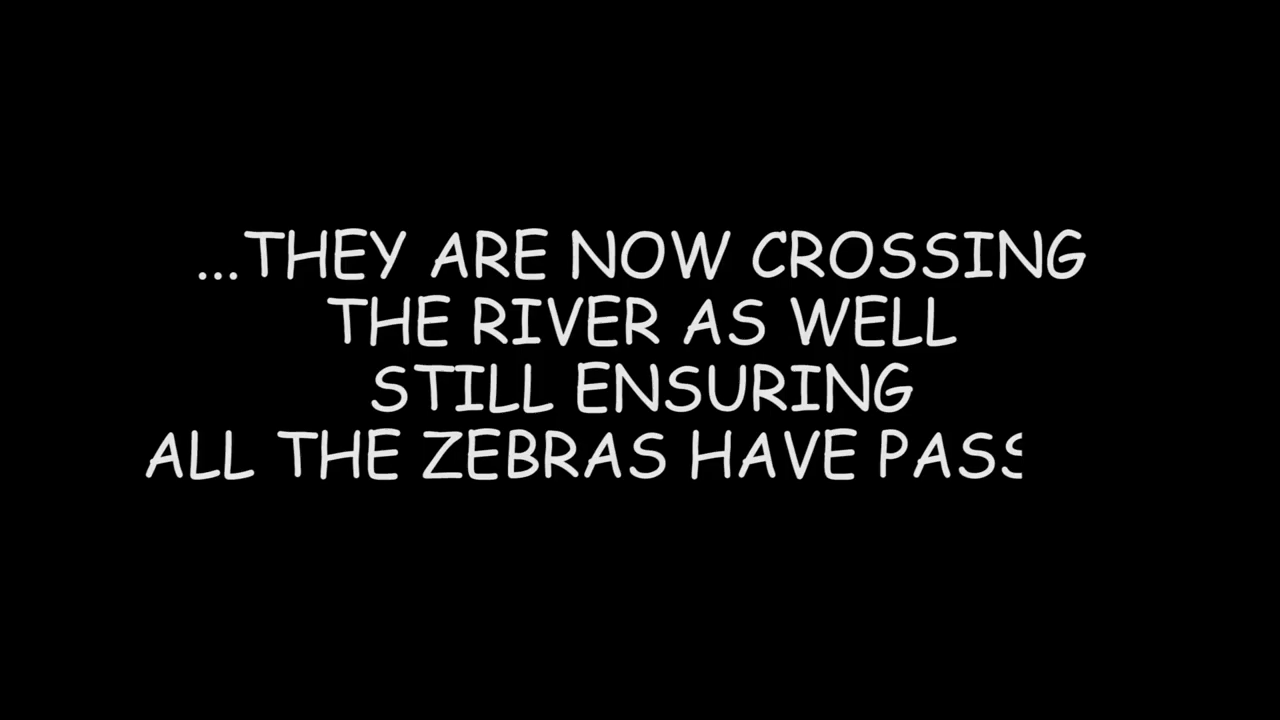 ...THEY ARE NOW CROSSING
THE RIVER AS WELL
STILL ENSURING
ALL THE ZEBRAS HAVE PASS